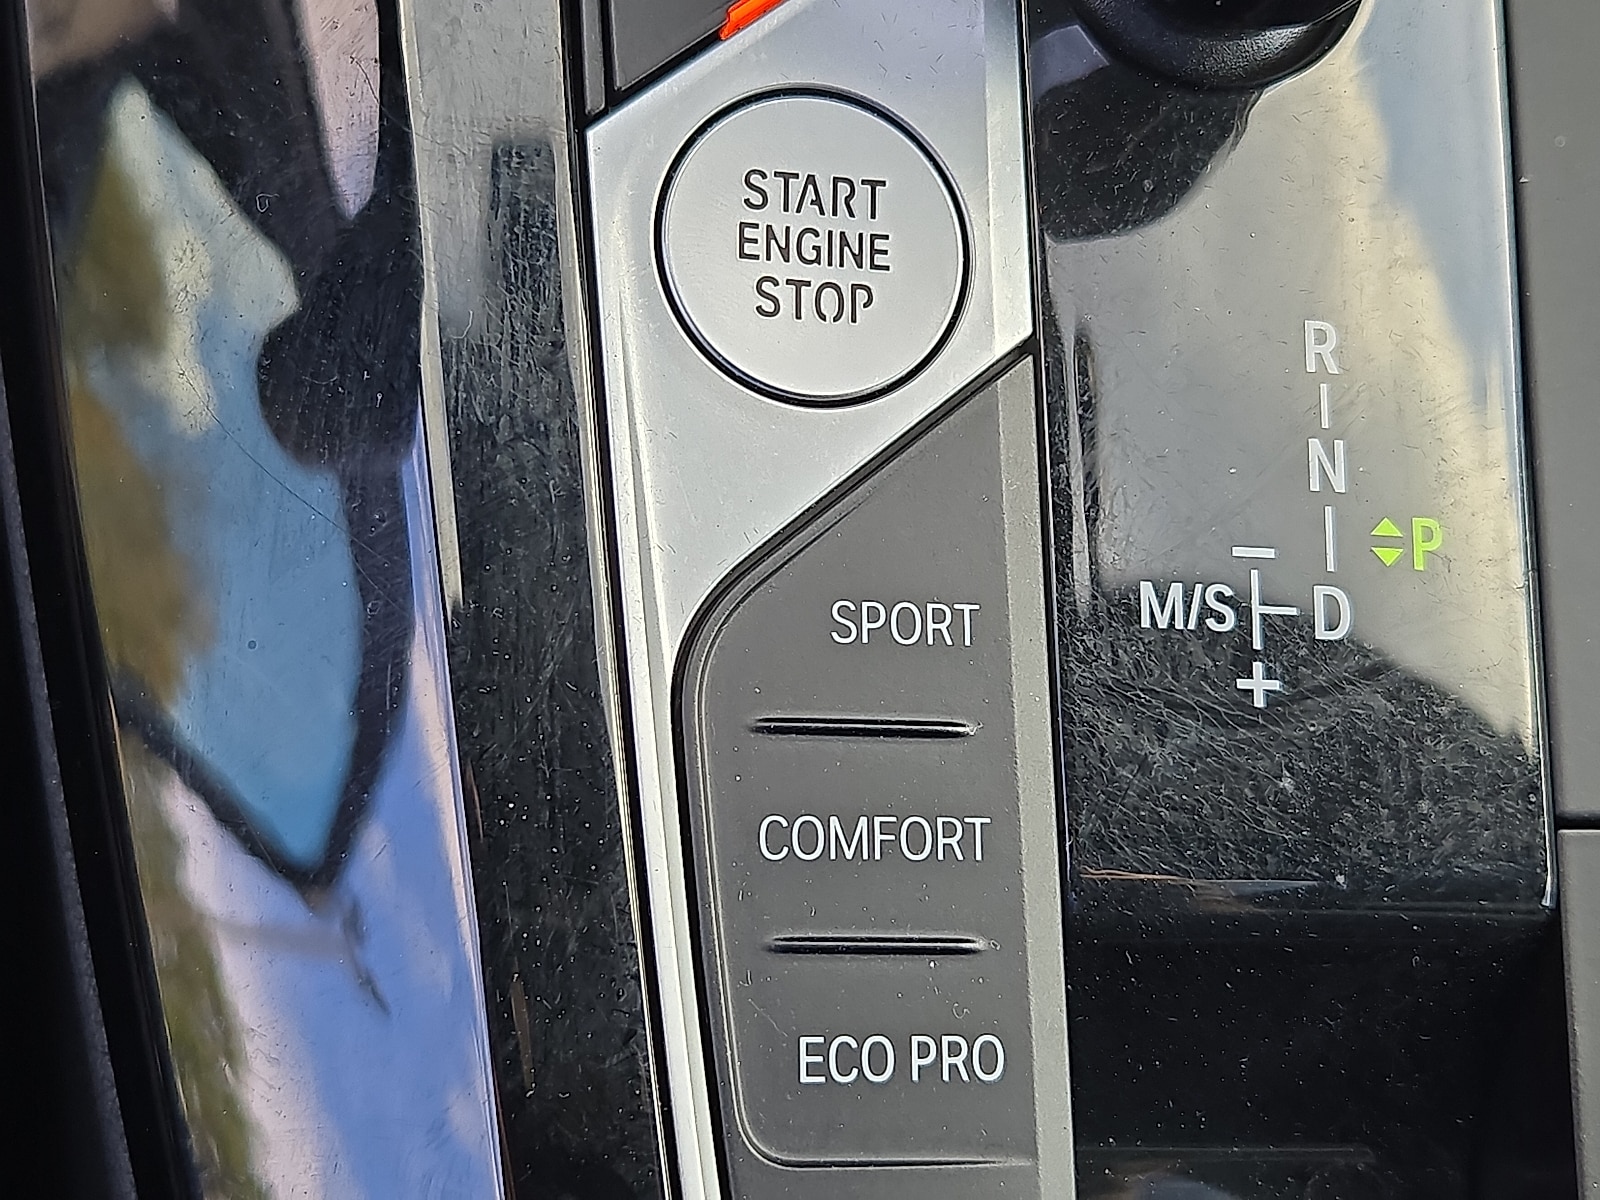 START
ENGINE
STOP
R
N
P
M/S
D
−
+
SPORT
COMFORT
ECO PRO